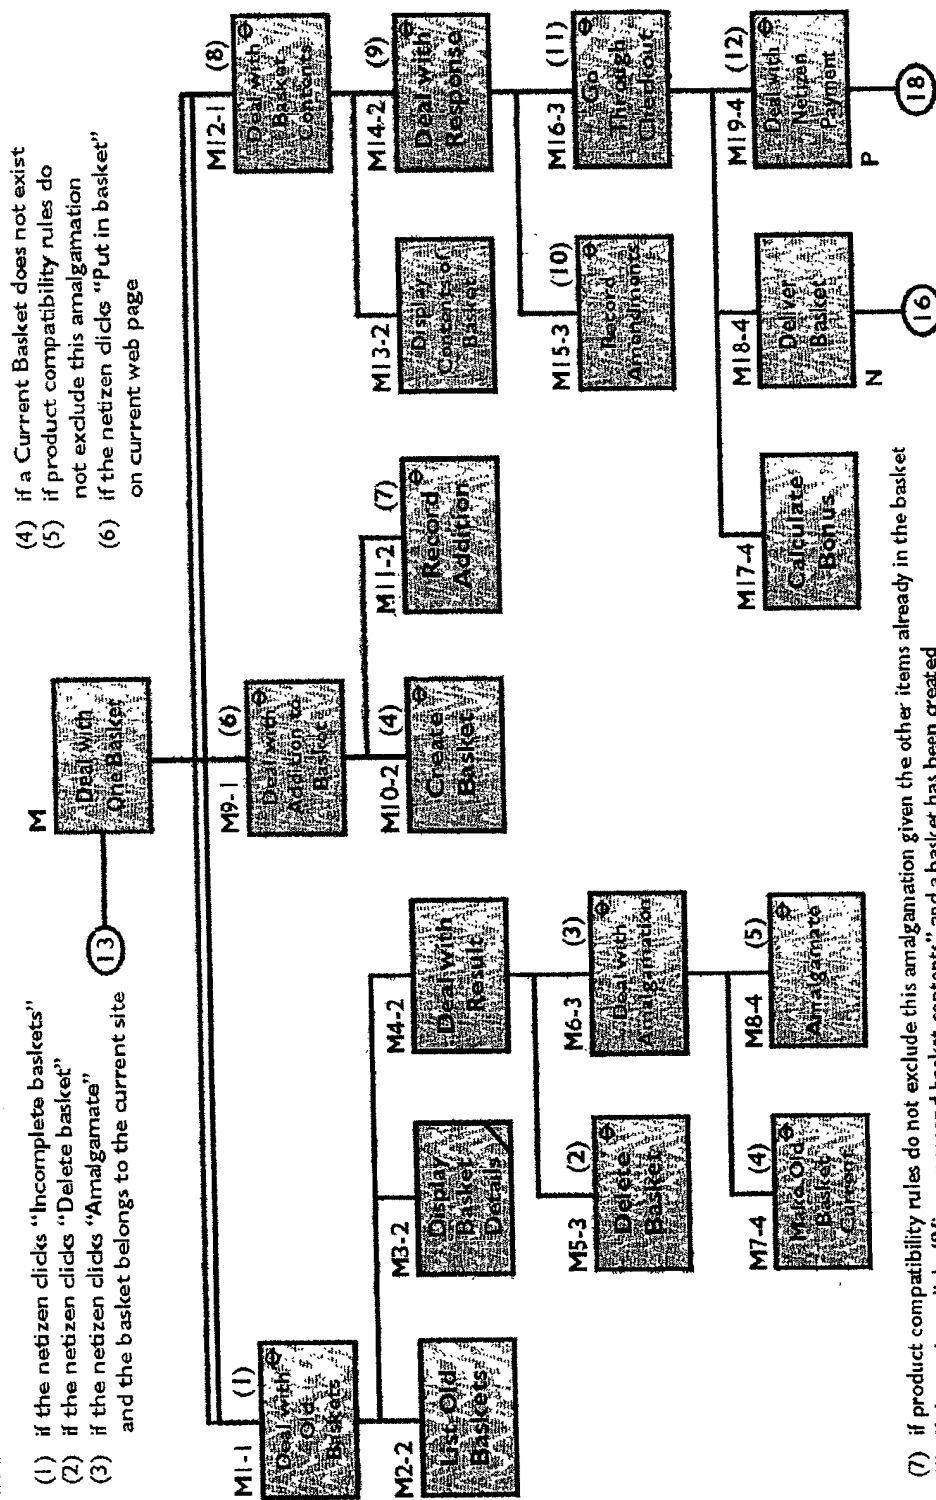 (1) if the netizen clicks “Incomplete baskets”
(2) if the netizen clicks “Delete basket”
(3) if the netizen clicks “Amalgamate”
and the basket belongs to the current site
(4) if a Current Basket does not exist
(5) if product compatibility rules do
not exclude this amalgamation
(6) if the netizen clicks “Put in basket”
on current web page
M
Deal with
One Basket
13
M1-1 (1)
Deal with
Old
Baskets
M9-1 (6)
Deal with
Addition to
Basket
M12-1 (8)
Deal with
Basket
Contents
M2-2
List Old
Baskets
M3-2
Display
Basket
Details
M4-2
Deal with
Result
M10-2 (4)
Create
Basket
M11-2 (7)
Record
Addition
M13-2
Display
Contents of
Basket
M14-2 (9)
Deal with
Response
M5-3 (2)
Delete
Basket
M6-3 (3)
Deal with
Amalgamation
M15-3 (10)
Record
Amendments
M16-3 (11)
Go
Through
Checkout
M7-4 (4)
Make Old
Basket
Current
M8-4 (5)
Amalgamate
M17-4
Calculate
Bonus
M18-4
Deliver
Basket
N
16
M19-4 (12)
Deal with
Netizen
Payment
P
18
(7) if product compatibility rules do not exclude this amalgamation given the other items already in the basket
basket contents” and a basket has been created